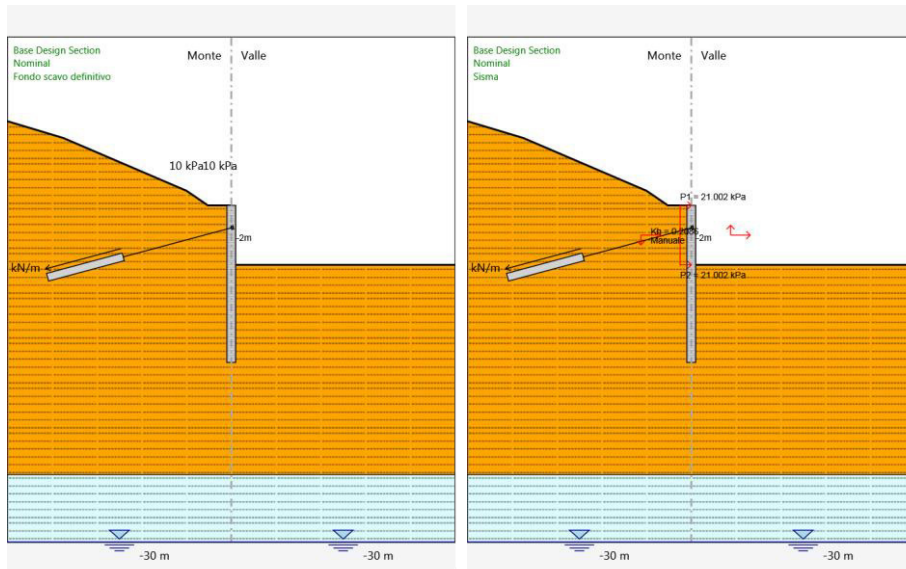 Base Design Section
Nominal
Fondo scavo definitivo
Monte Valle
10 kPa10 kPa
-2m
kN/m
-30 m
-30 m
Base Design Section
Nominal
Sisma
Monte Valle
P1 = 21.002 kPa
Manuale
-2m
kN/m
P2 = 21.002 kPa
-30 m
-30 m